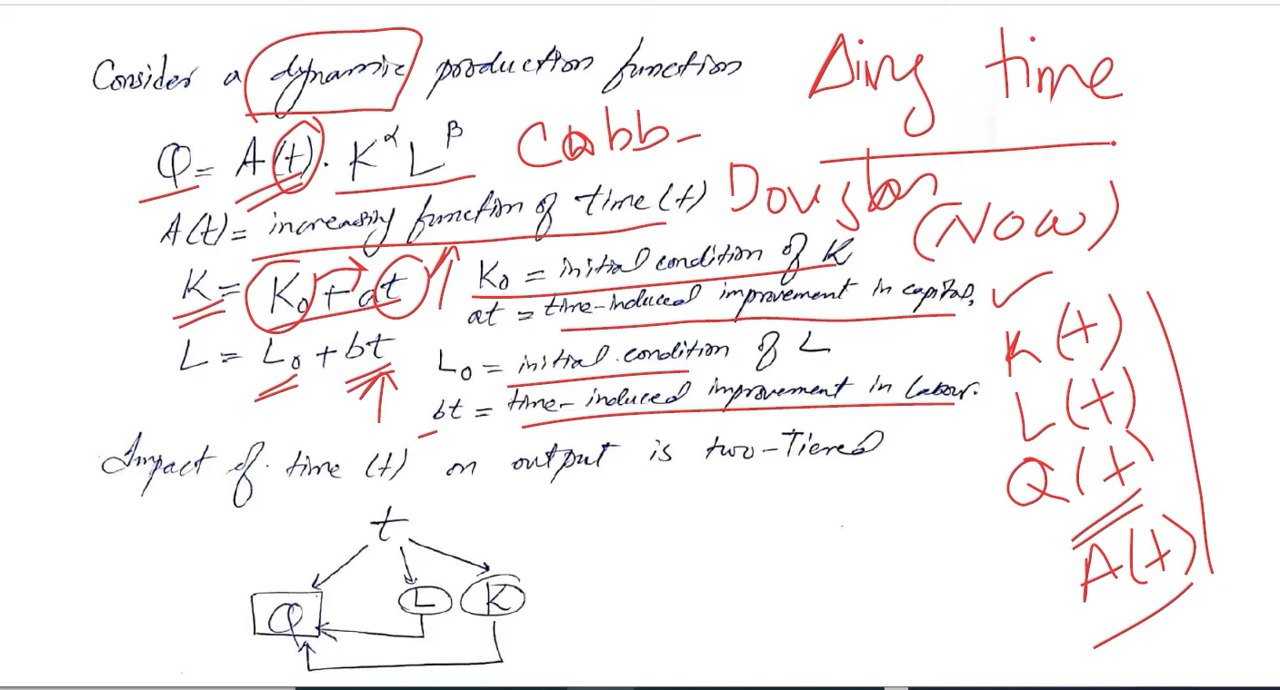 Consider a dynamic production function
Q = A(t). K^α L^β
A(t) = increasing function of time (t)
K = K₀ + at
K₀ = initial condition of K
at = time-induced improvement in capital,
L = L₀ + bt
L₀ = initial condition of L
bt = time-induced improvement in labour.
Impact of time (t) on output is two-Tiered
t
Q L K
time
Cobb-
Douglas
(Now)
K(t)
L(t)
Q(t)
A(t)